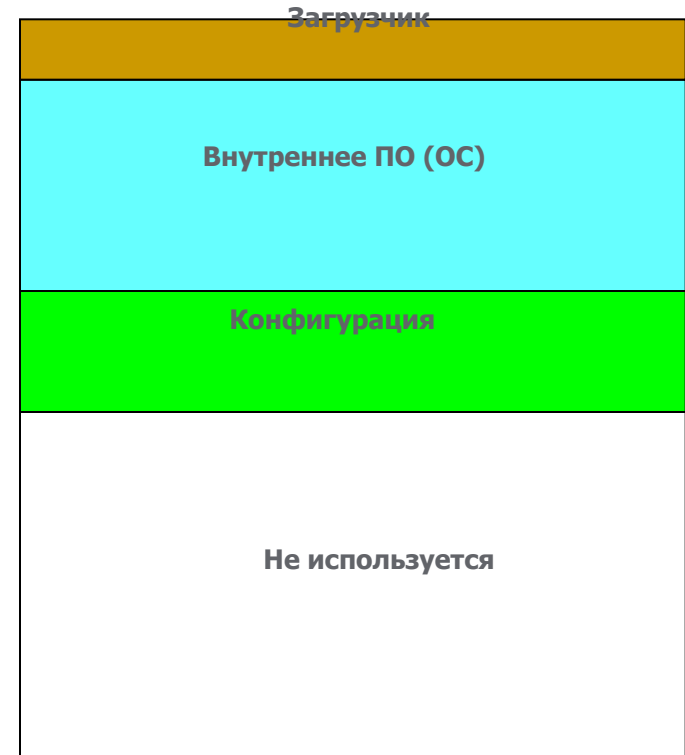 Загрузчик
Внутреннее ПО (ОС)
Конфигурация
Не используется